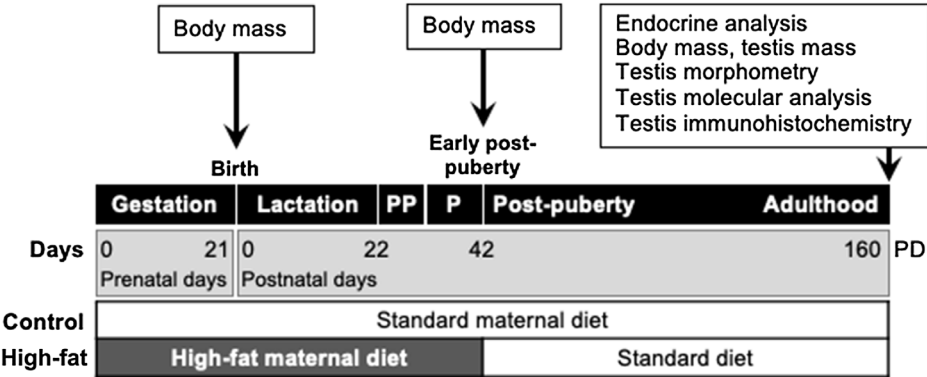 Body mass
Body mass
Endocrine analysis
Body mass, testis mass
Testis morphometry
Testis molecular analysis
Testis immunohistochemistry
Birth
Early post-
puberty
Gestation Lactation PP P Post-puberty Adulthood
Days 0 21 0 22 42 160 PD
Prenatal days Postnatal days
Control Standard maternal diet
High-fat High-fat maternal diet Standard diet